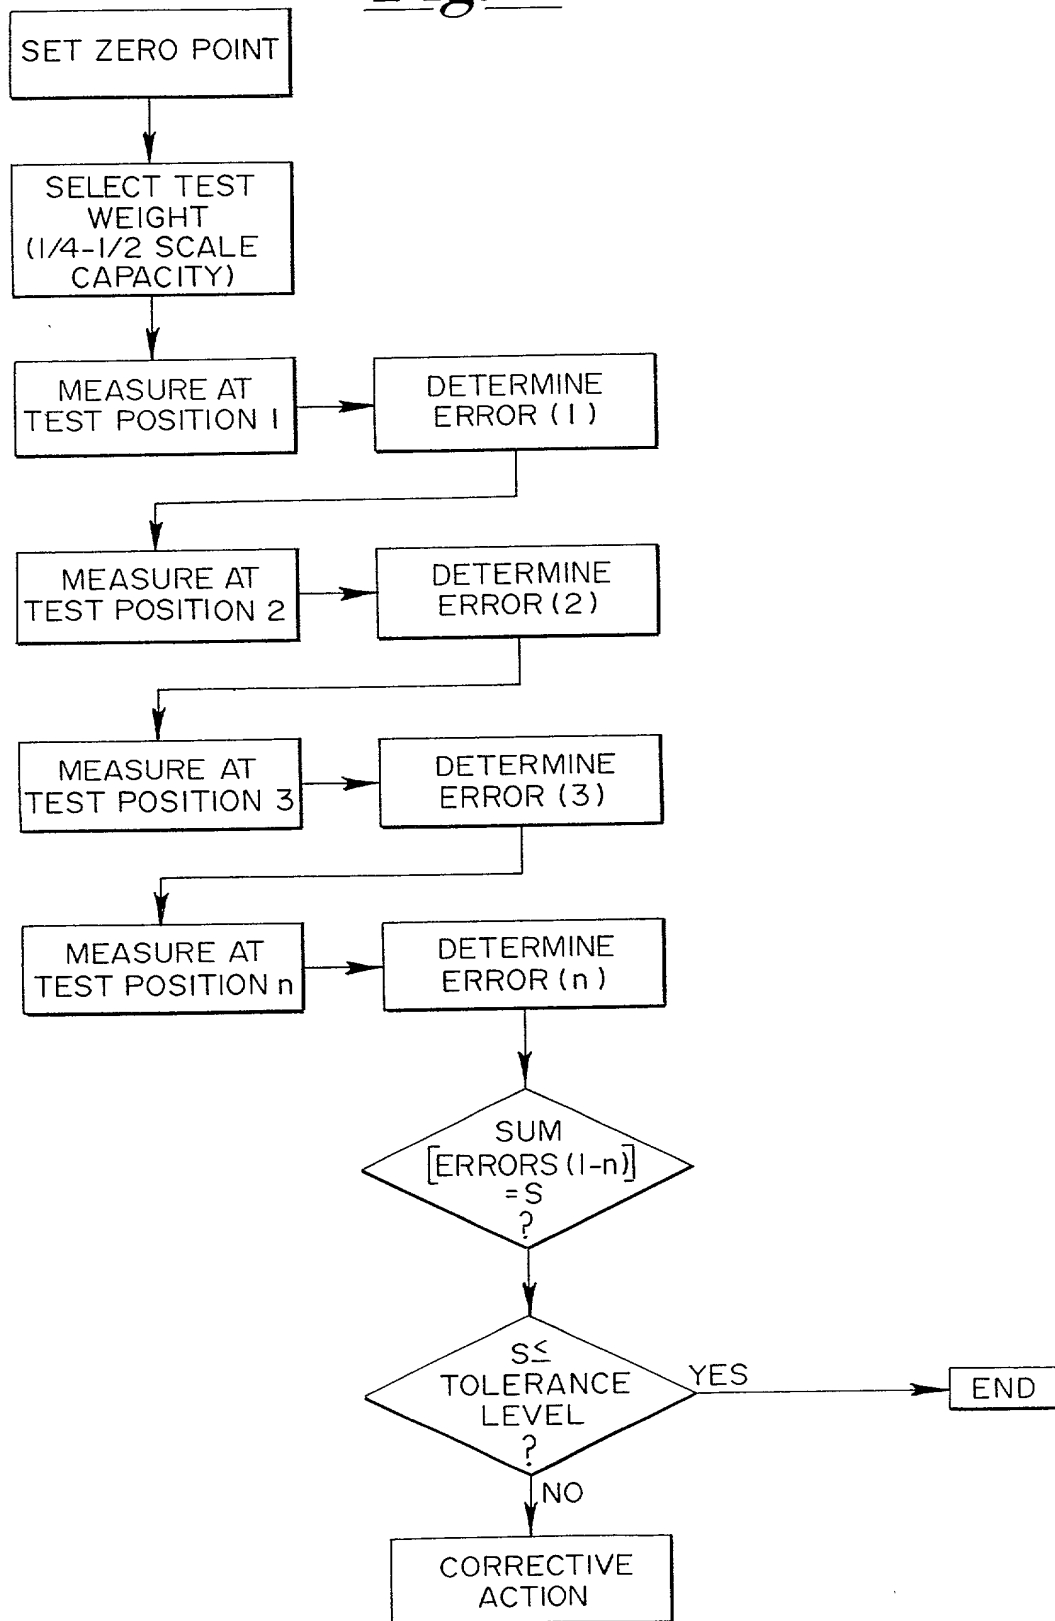 SET ZERO POINT
SELECT TEST
WEIGHT
(1/4-1/2 SCALE
CAPACITY)
MEASURE AT
TEST POSITION 1
DETERMINE
ERROR (1)
MEASURE AT
TEST POSITION 2
DETERMINE
ERROR (2)
MEASURE AT
TEST POSITION 3
DETERMINE
ERROR (3)
MEASURE AT
TEST POSITION n
DETERMINE
ERROR (n)
SUM
[ERRORS (1-n)]
=S
?
S≤
TOLERANCE
LEVEL
?
YES
END
NO
CORRECTIVE
ACTION